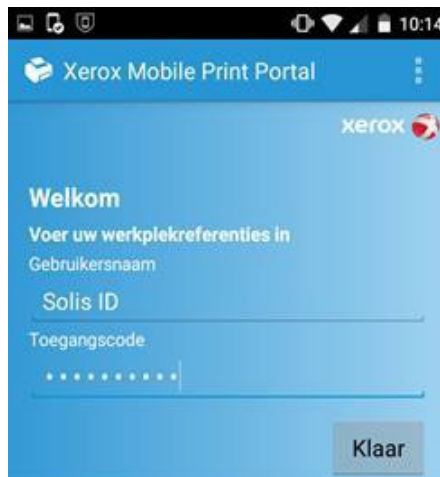 10:14
Xerox Mobile Print Portal
xerox
Welkom
Voer uw werkplekreferenties in
Gebruikersnaam
Solis ID
Toegangscode
••••••••••
Klaar